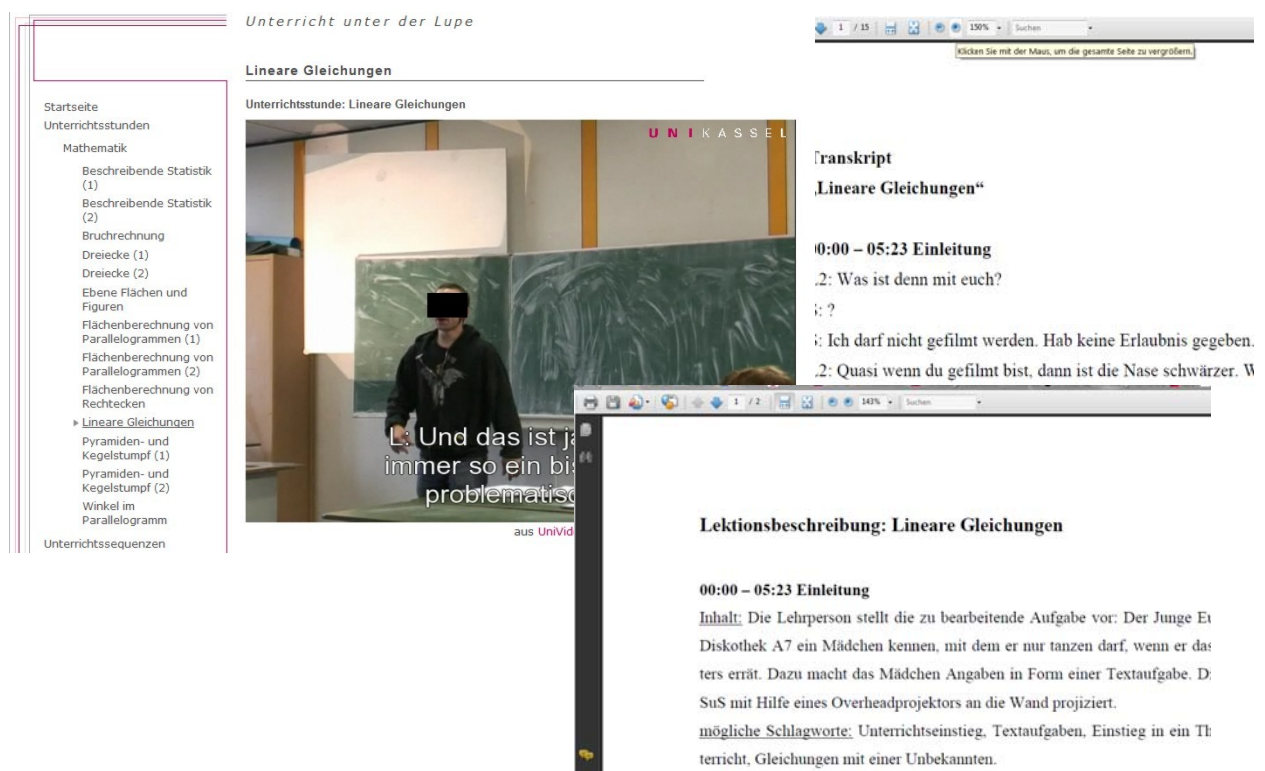 Unterricht unter der Lupe
Lineare Gleichungen
Unterrichtsstunde: Lineare Gleichungen
Startseite
Unterrichtsstunden
Mathematik
Beschreibende Statistik
(1)
Beschreibende Statistik
(2)
Bruchrechnung
Dreiecke (1)
Dreiecke (2)
Ebene Flächen und
Figuren
Flächenberechnung von
Parallelogrammen (1)
Flächenberechnung von
Parallelogrammen (2)
Flächenberechnung von
Rechtecken
Lineare Gleichungen
Pyramiden- und
Kegelstumpf (1)
Pyramiden- und
Kegelstumpf (2)
Winkel im
Parallelogramm
Unterrichtssequenzen
UNIKASSEL
L: Und das ist
immer so ein
aus
1 / 15 150% Suchen
Klicken Sie mit der Maus, um die gesamte Seite zu vergrößern.
Lineare Gleichungen“
– 05:23 Einleitung
Was ist denn mit euch?
?
Ich darf nicht gefilmt werden. Hab keine Erlaubnis gegeben.
Quasi wenn du gefilmt bist, dann ist die Nase schwärzer.
1 / 2 143% Suchen
Lektionsbeschreibung: Lineare Gleichungen
00:00 – 05:23 Einleitung
Inhalt: Die Lehrperson stellt die zu bearbeitende Aufgabe vor: Der Junge
Diskothek A7 ein Mädchen kennen, mit dem er nur tanzen darf, wenn er
ters errät. Dazu macht das Mädchen Angaben in Form einer Textaufgabe.
SuS mit Hilfe eines Overheadprojektors an die Wand projiziert.
mögliche Schlagworte: Unterrichtseinstieg, Textaufgaben, Einstieg in ein
terricht, Gleichungen mit einer Unbekannten.